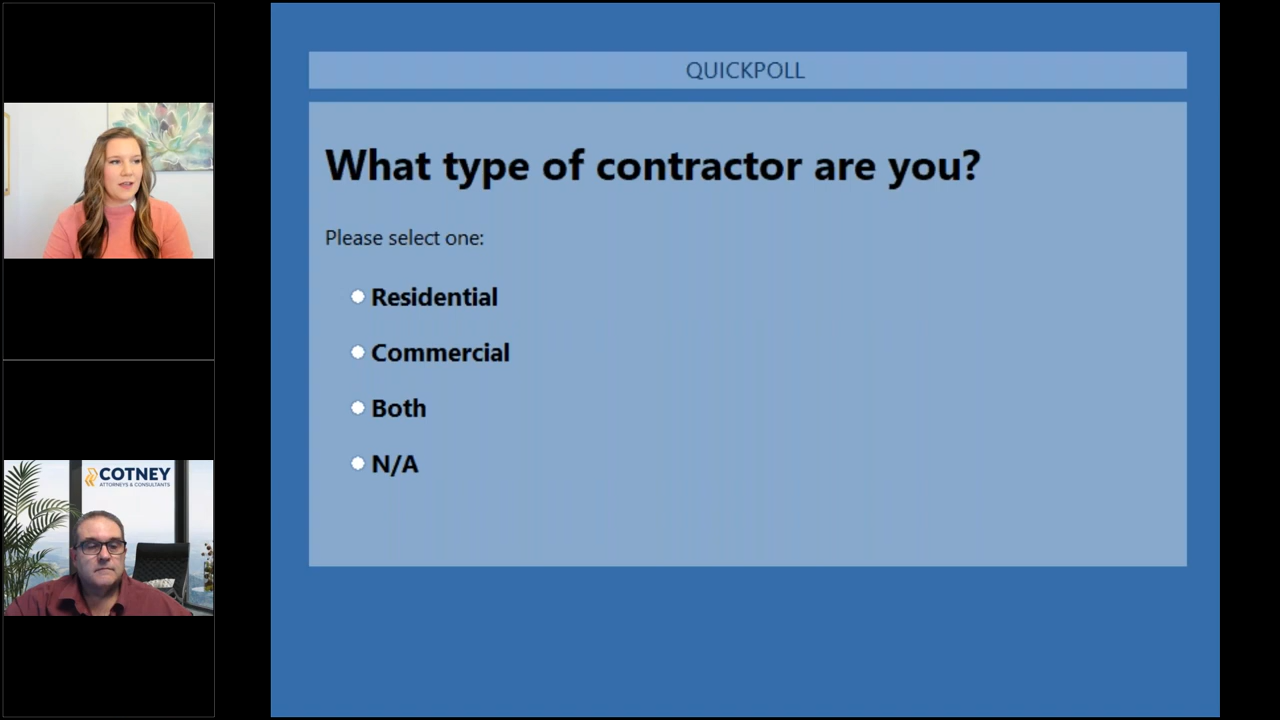 QUICKPOLL
What type of contractor are you?
Please select one:
Residential
Commercial
Both
N/A
COTNEY
ATTORNEYS & CONSULTANTS